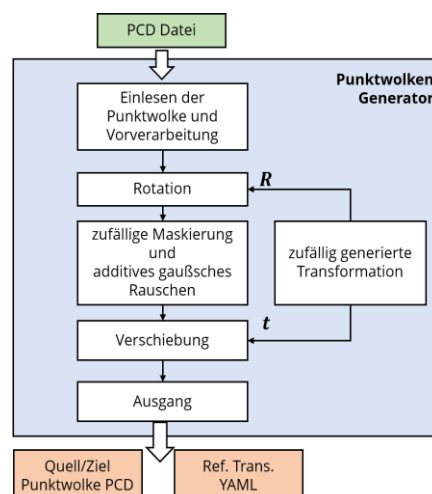 PCD Datei
Punktwolken
Generator
Einlesen der
Punktwolke und
Vorverarbeitung
Rotation
R
zufällige Maskierung
und
additives gaußsches
Rauschen
zufällig generierte
Transformation
t
Verschiebung
Ausgang
Quell/Ziel
Punktwolke PCD
Ref. Trans.
YAML